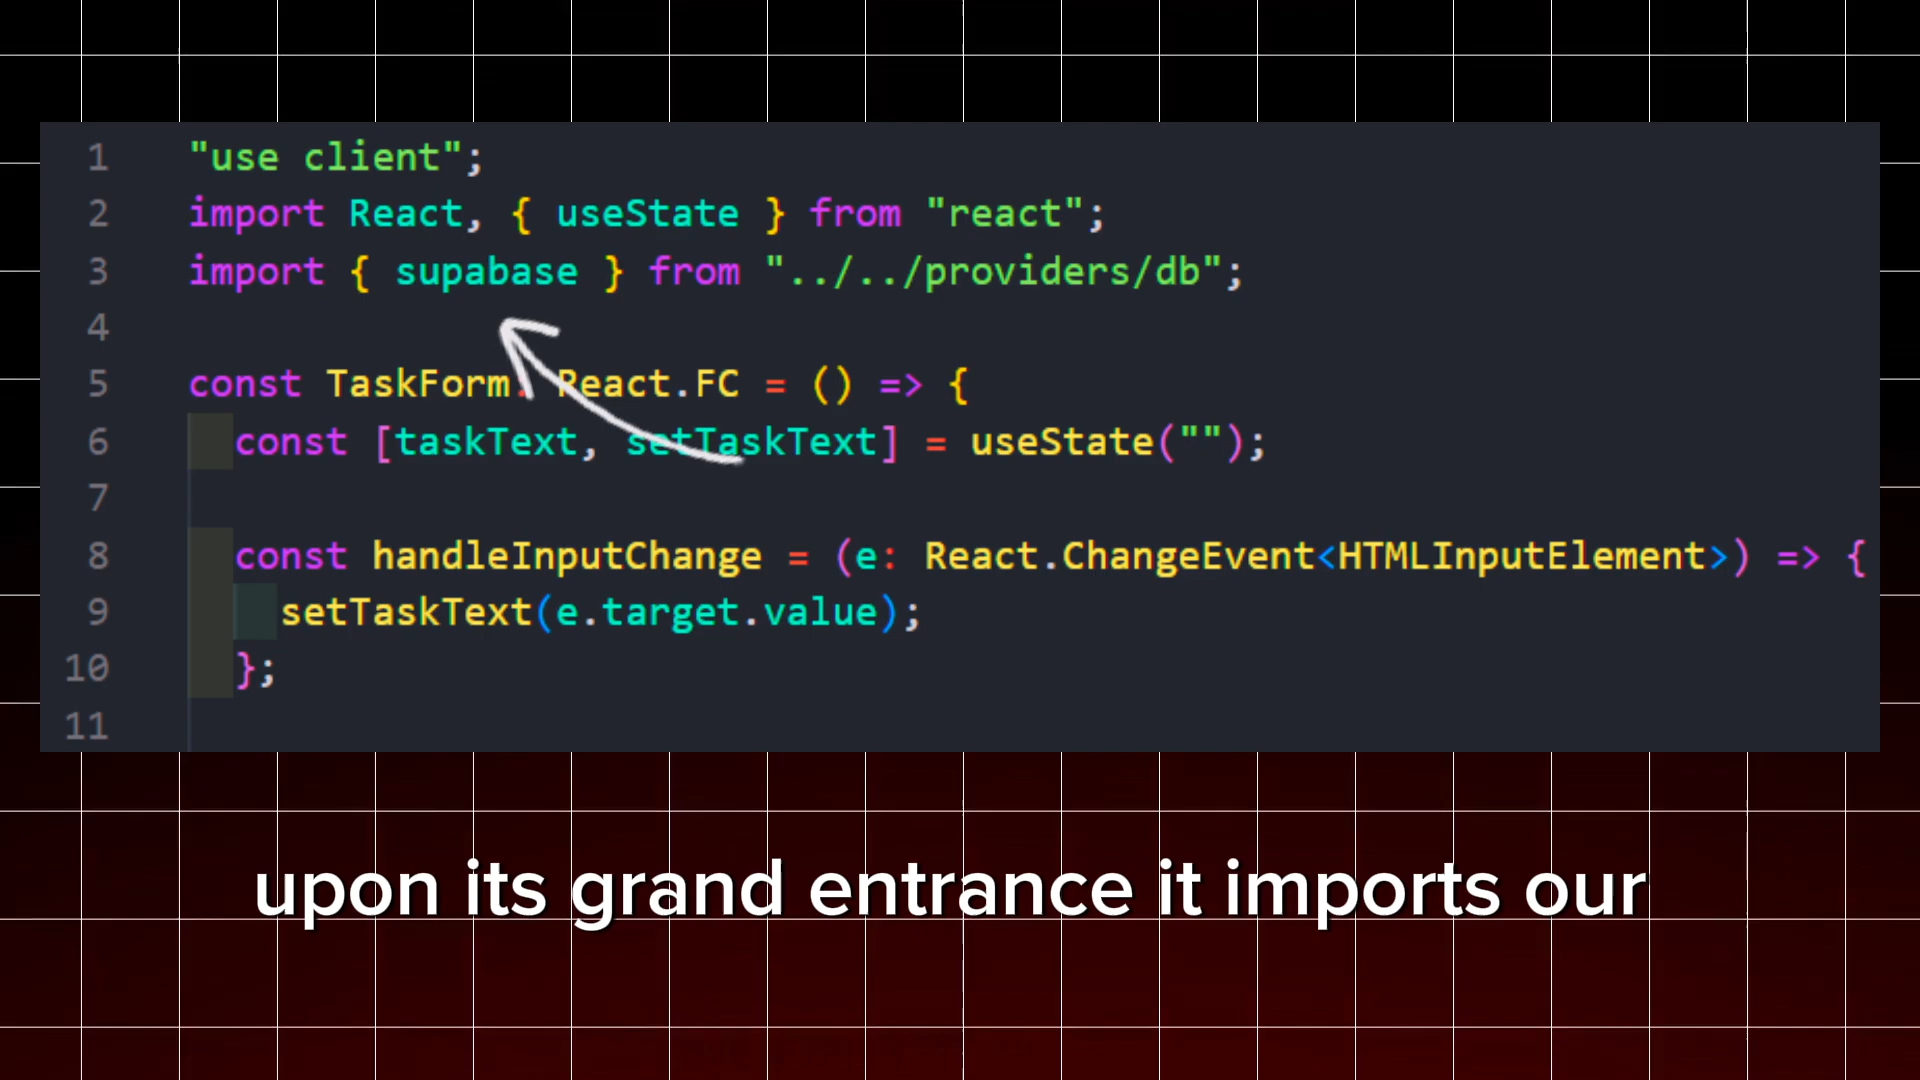 1 "use client";
2 import React, { useState } from "react";
3 import { supabase } from "../../providers/db";
4
5 const TaskForm: React.FC = () => {
6 const [taskText, setTaskText] = useState("");
7
8 const handleInputChange = (e: React.ChangeEvent<HTMLInputElement>) => {
9 setTaskText(e.target.value);
10 };
11
upon its grand entrance it imports our